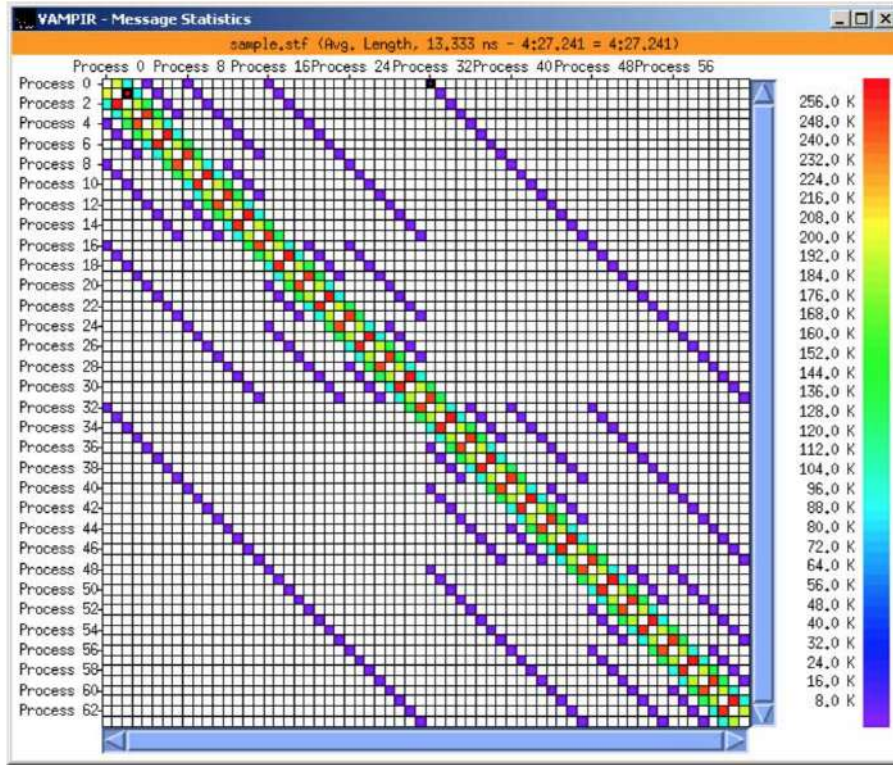 VAMPIR - Message Statistics
sample.stf (Avg. Length, 13.333 ns - 4:27.241 = 4:27.241)
Process 0 Process 8 Process 16Process 24Process 32Process 40Process 48Process 56
Process 0
Process 2
Process 4
Process 6
Process 8
Process 10
Process 12
Process 14
Process 16
Process 18
Process 20
Process 22
Process 24
Process 26
Process 28
Process 30
Process 32
Process 34
Process 36
Process 38
Process 40
Process 42
Process 44
Process 46
Process 48
Process 50
Process 52
Process 54
Process 56
Process 58
Process 60
Process 62
256.0 K
248.0 K
240.0 K
232.0 K
224.0 K
216.0 K
208.0 K
200.0 K
192.0 K
184.0 K
176.0 K
168.0 K
160.0 K
152.0 K
144.0 K
136.0 K
128.0 K
120.0 K
112.0 K
104.0 K
96.0 K
88.0 K
80.0 K
72.0 K
64.0 K
56.0 K
48.0 K
40.0 K
32.0 K
24.0 K
16.0 K
8.0 K